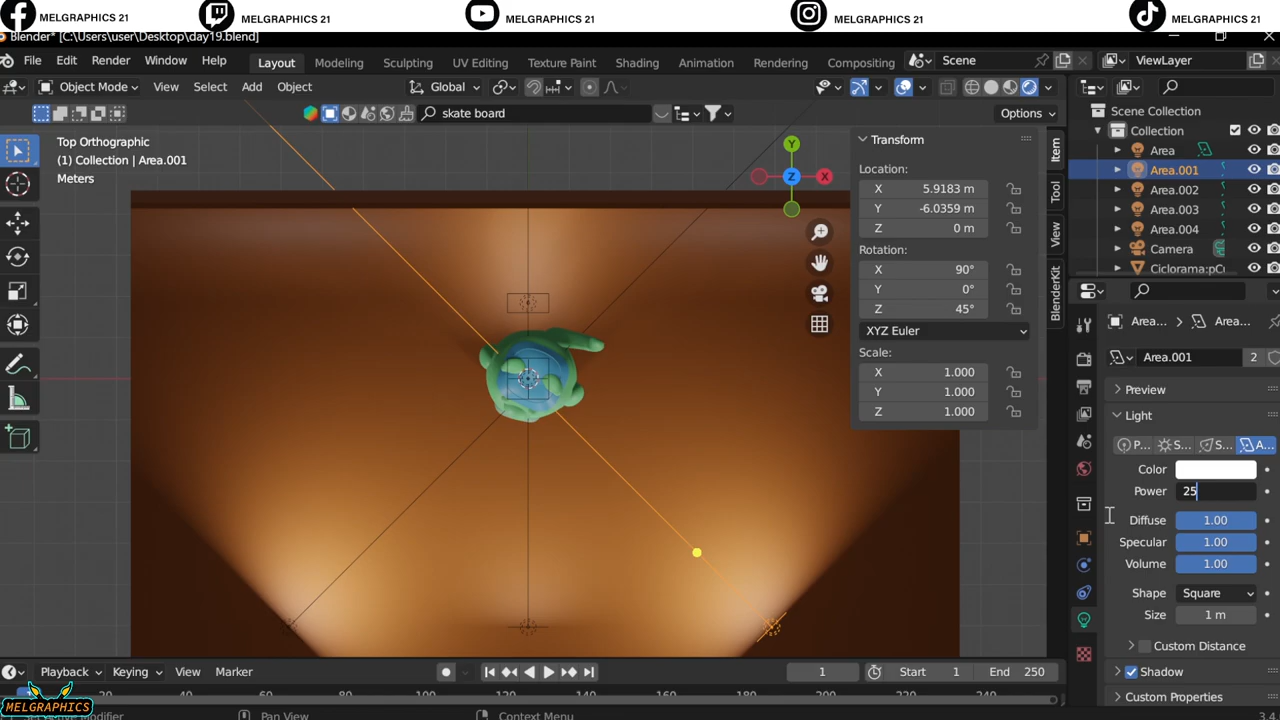 MELGRAPHICS 21
MELGRAPHICS 21
MELGRAPHICS 21
MELGRAPHICS 21
MELGRAPHICS 21
Blender* [C:\Users\user\Desktop\day19.blend]
File Edit Render Window Help Layout Modeling Sculpting UV Editing Texture Paint Shading Animation Rendering Compositing Scene ViewLayer
Object Mode View Select Add Object Global
skate board Options
Top Orthographic
(1) Collection | Area.001
Meters
Y
Z
X
Transform
Location:
X 5.9183 m
Y -6.0359 m
Z 0 m
Rotation:
X 90°
Y 0°
Z 45°
XYZ Euler
Scale:
X 1.000
Y 1.000
Z 1.000
Item
Tool
View
BlenderKit
Scene Collection
Collection
Area
Area.001
Area.002
Area.003
Area.004
Camera
Ciclorama:pC
Area... > Area...
Area.001 2
Preview
Light
P... S... S... A...
Color
Power 25
Diffuse 1.00
Specular 1.00
Volume 1.00
Shape Square
Size 1 m
Custom Distance
Shadow
Custom Properties
Playback Keying View Marker 1 Start 1 End 250
20 40 60 80 100 120 140 160 180 200 220 240
MELGRAPHICS
Pan View Context Menu 3.4